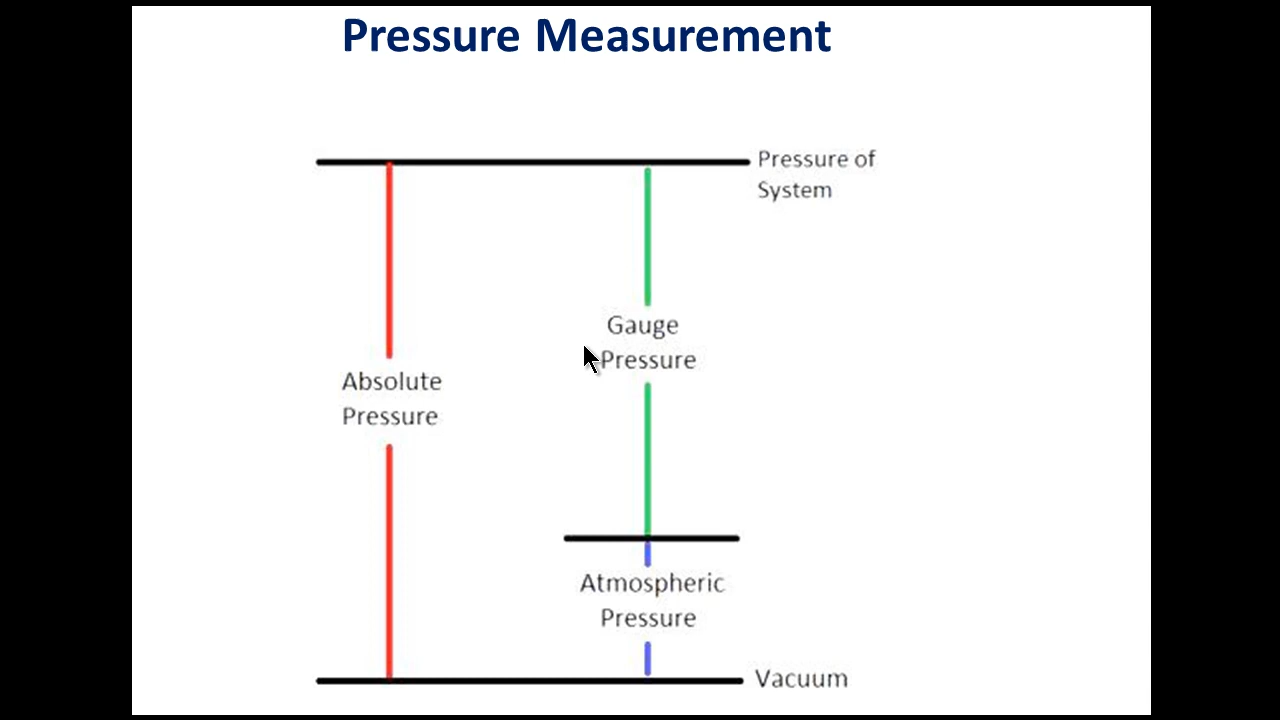 Pressure Measurement
Pressure of
System
Gauge
Pressure
Absolute
Pressure
Atmospheric
Pressure
Vacuum